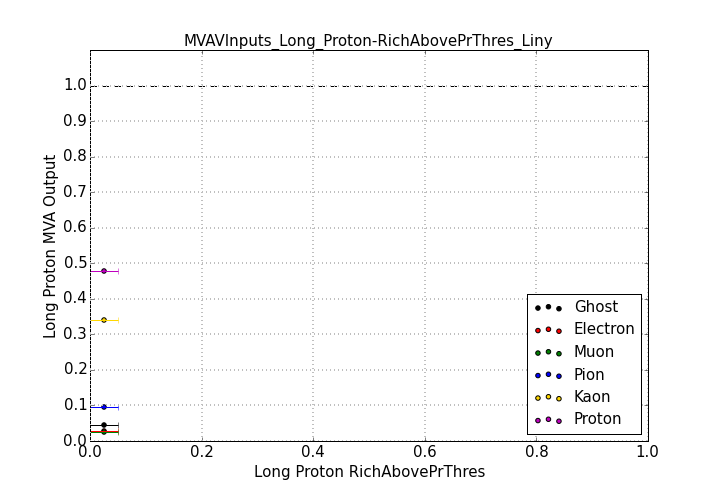 MVAVInputs_Long_Proton-RichAbovePrThres_Liny
1.0
0.9
0.8
0.7
0.6
0.5
0.4
0.3
0.2
0.1
0.0
Long Proton MVA Output
Ghost
Electron
Muon
Pion
Kaon
Proton
0.0 0.2 0.4 0.6 0.8 1.0
Long Proton RichAbovePrThres